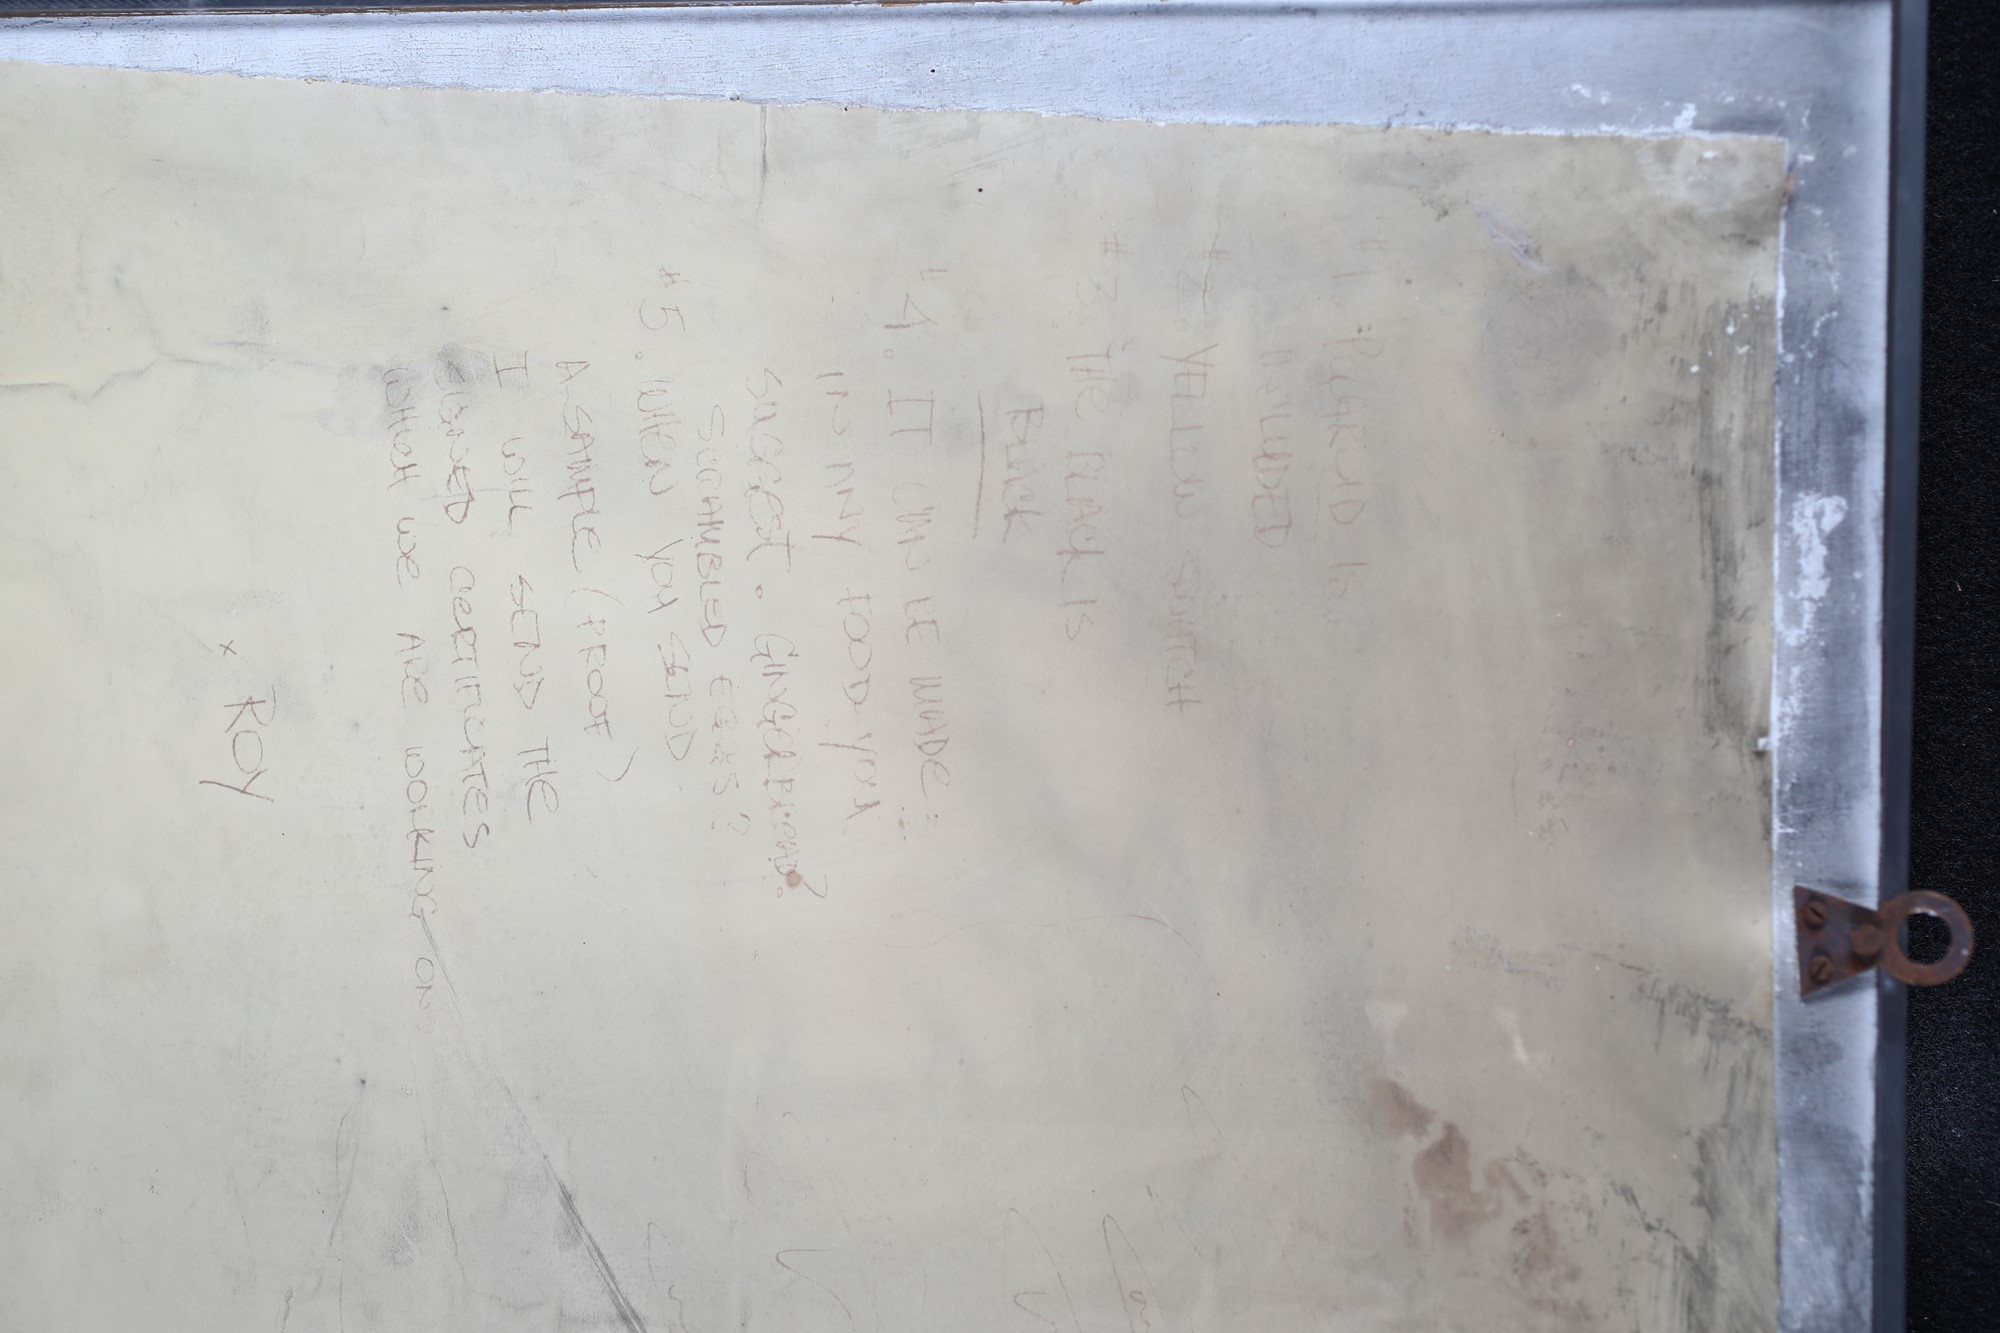 #1.
IS
INCLUDED
#2. YELLOW SWATCH
#3 THE BLACK IS
BLACK
#4. IT CAN BE MADE
IN ANY FOOD YOU
SUGGEST. GINGERBREAD?
SCRAMBLED EGGS?
#5. WHEN YOU SEND
A SAMPLE (PROOF)
I WILL SEND THE
SIGNED CERTIFICATES
WHICH WE ARE WORKING ON.
x ROY